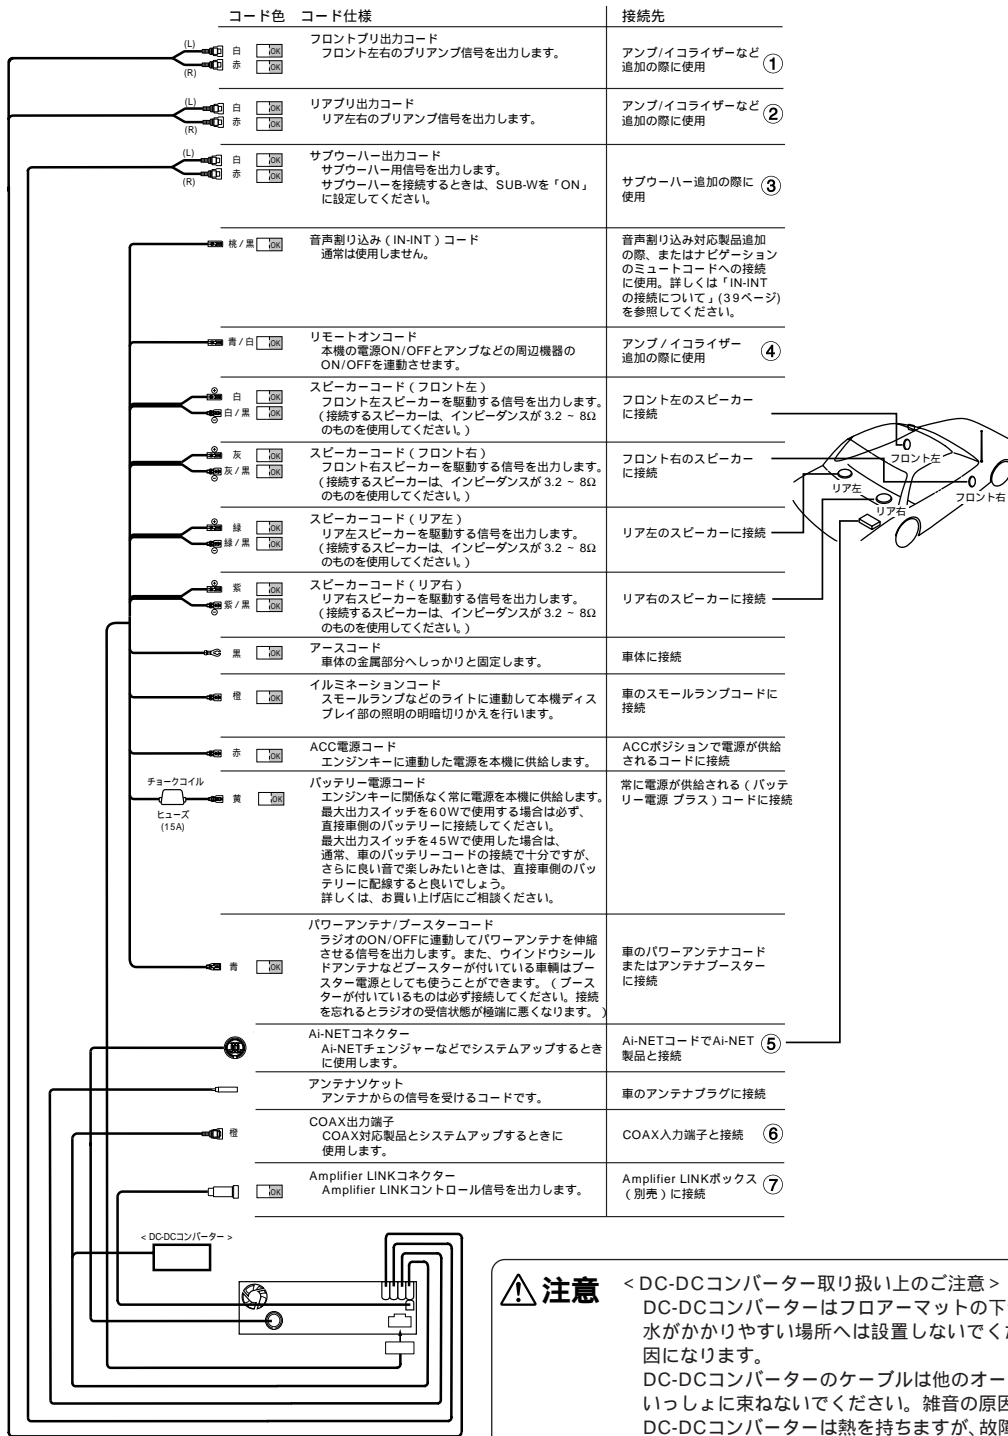 コード色 コード仕様 接続先
(L) 白 OK
(R) 赤 OK
フロントプリ出力コード
フロント左右のプリアンプ信号を出力します。
アンプ/イコライザーなど
追加の際に使用 ①
(L) 白 OK
(R) 赤 OK
リアプリ出力コード
リア左右のプリアンプ信号を出力します。
アンプ/イコライザーなど
追加の際に使用 ②
(L) 白 OK
(R) 赤 OK
サブウーハー出力コード
サブウーハー用信号を出力します。
サブウーハーを接続するときは、SUB-Wを「ON」
に設定してください。
サブウーハー追加の際に
使用 ③
桃/黒 OK
音声割り込み(IN-INT)コード
通常は使用しません。
音声割り込み対応製品追加
の際、またはナビゲーション
のミュートコードへの接続
に使用。詳しくは「IN-INT
の接続について」(39ページ)
を参照してください。
青/白 OK
リモートオンコード
本機の電源ON/OFFとアンプなどの周辺機器の
ON/OFFを連動させます。
アンプ/イコライザー
追加の際に使用 ④
⊕ 白 OK
⊖ 白/黒 OK
スピーカーコード(フロント左)
フロント左スピーカーを駆動する信号を出力します。
(接続するスピーカーは、インピーダンスが3.2 ~ 8Ω
のものを使用してください。)
フロント左のスピーカー
に接続
⊕ 灰 OK
⊖ 灰/黒 OK
スピーカーコード(フロント右)
フロント右スピーカーを駆動する信号を出力します。
(接続するスピーカーは、インピーダンスが3.2 ~ 8Ω
のものを使用してください。)
フロント右のスピーカー
に接続
フロント左
リア左
リア右
フロント右
⊕ 緑 OK
⊖ 緑/黒 OK
スピーカーコード(リア左)
リア左スピーカーを駆動する信号を出力します。
(接続するスピーカーは、インピーダンスが3.2 ~ 8Ω
のものを使用してください。)
リア左のスピーカーに接続
⊕ 紫 OK
⊖ 紫/黒 OK
スピーカーコード(リア右)
リア右スピーカーを駆動する信号を出力します。
(接続するスピーカーは、インピーダンスが3.2 ~ 8Ω
のものを使用してください。)
リア右のスピーカーに接続
黒 OK
アースコード
車体の金属部分へしっかりと固定します。
車体に接続
橙 OK
イルミネーションコード
スモールランプなどのライトに連動して本機ディス
プレイ部の照明の明暗切りかえを行います。
車のスモールランプコードに
接続
赤 OK
ACC電源コード
エンジンキーに連動した電源を本機に供給します。
ACCポジションで電源が供給
されるコードに接続
チョークコイル
ヒューズ
(15A)
黄 OK
バッテリー電源コード
エンジンキーに関係なく常に電源を本機に供給します。
最大出力スイッチを60Wで使用する場合は必ず、
直接車側のバッテリーに接続してください。
最大出力スイッチを45Wで使用した場合は、
通常、車のバッテリーコードの接続で十分ですが、
さらに良い音で楽しみたいときは、直接車側のバッ
テリーに配線すると良いでしょう。
詳しくは、お買い上げ店にご相談ください。
常に電源が供給される(バッテ
リー電源 プラス)コードに接続
青 OK
パワーアンテナ/ブースターコード
ラジオのON/OFFに連動してパワーアンテナを伸縮
させる信号を出力します。また、ウインドウシール
ドアンテナなどブースターが付いている車輌はブー
スター電源としても使うことができます。(ブース
ターが付いているものは必ず接続してください。接続
を忘れるとラジオの受信状態が極端に悪くなります。)
車のパワーアンテナコード
またはアンテナブースター
に接続
Ai-NETコネクター
Ai-NETチェンジャーなどでシステムアップするとき
に使用します。
Ai-NETコードでAi-NET
製品と接続 ⑤
アンテナソケット
アンテナからの信号を受けるコードです。
車のアンテナプラグに接続
橙
COAX出力端子
COAX対応製品とシステムアップするときに
使用します。
COAX入力端子と接続 ⑥
OK
Amplifier LINKコネクター
Amplifier LINKコントロール信号を出力します。
Amplifier LINKボックス
(別売)に接続 ⑦
<DC-DCコンバーター>
注意
<DC-DCコンバーター取り扱い上のご注意>
DC-DCコンバーターはフロアーマットの下
水がかかりやすい場所へは設置しないでくだ
因になります。
DC-DCコンバーターのケーブルは他のオー
いっしょに束ねないでください。雑音の原因
DC-DCコンバーターは熱を持ちますが、故障